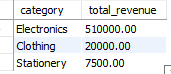 category total_revenue
Electronics 510000.00
Clothing 20000.00
Stationery 7500.00